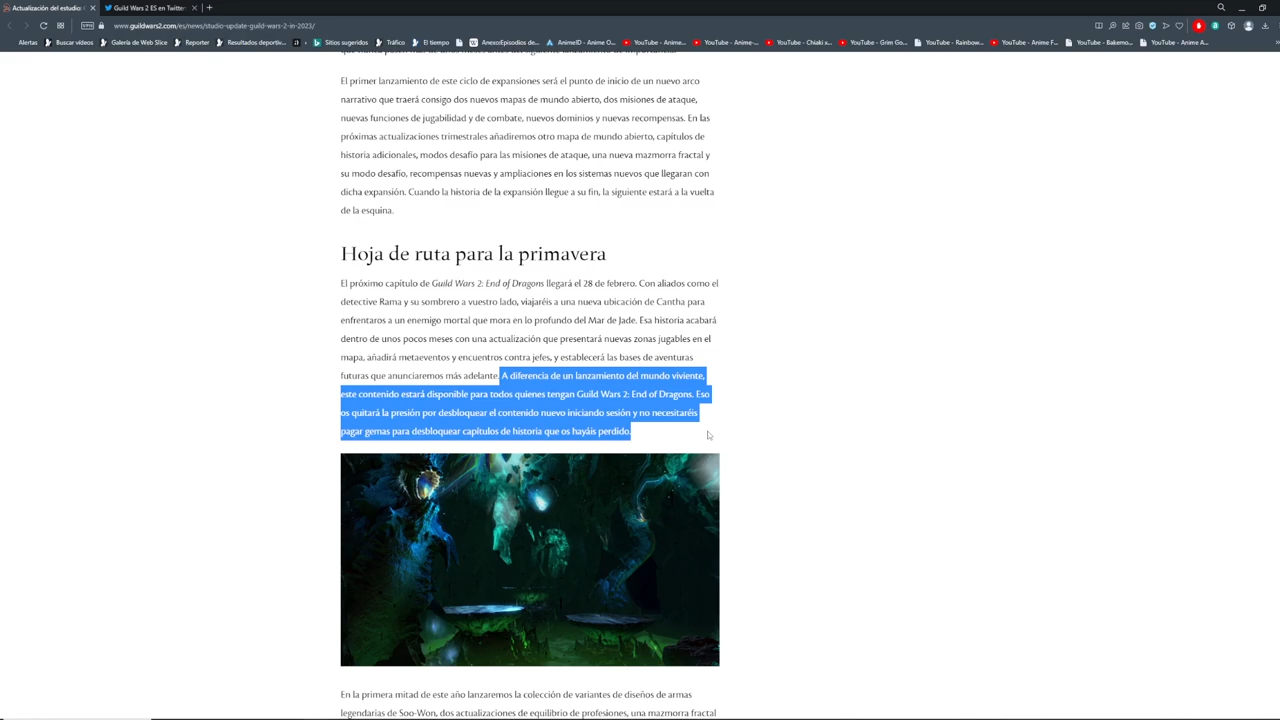 Actualización del estudio:
Guild Wars 2 ES en Twitter
VPN
www.guildwars2.com/es/news/studio-update-guild-wars-2-in-2023/
Alertas
Buscar vídeos
Galería de Web Slice
Reporter
Resultados deportiv...
Sitios sugeridos
Tráfico
El tiempo
Anexo:Episodios de...
AnimeID - Anime O...
YouTube - Anime...
YouTube - Anime-...
YouTube - Chiaki x...
YouTube - Grim Go...
YouTube - Rainbow...
YouTube - Anime F...
YouTube - Bakemo...
YouTube - Anime A...
El primer lanzamiento de este ciclo de expansiones será el punto de inicio de un nuevo arco
narrativo que traerá consigo dos nuevos mapas de mundo abierto, dos misiones de ataque,
nuevas funciones de jugabilidad y de combate, nuevos dominios y nuevas recompensas. En las
próximas actualizaciones trimestrales añadiremos otro mapa de mundo abierto, capítulos de
historia adicionales, modos desafío para las misiones de ataque, una nueva mazmorra fractal y
su modo desafío, recompensas nuevas y ampliaciones en los sistemas nuevos que llegaran con
dicha expansión. Cuando la historia de la expansión llegue a su fin, la siguiente estará a la vuelta
de la esquina.
Hoja de ruta para la primavera
El próximo capítulo de Guild Wars 2: End of Dragons llegará el 28 de febrero. Con aliados como el
detective Rama y su sombrero a vuestro lado, viajaréis a una nueva ubicación de Cantha para
enfrentaros a un enemigo mortal que mora en lo profundo del Mar de Jade. Esa historia acabará
dentro de unos pocos meses con una actualización que presentará nuevas zonas jugables en el
mapa, añadirá metaeventos y encuentros contra jefes, y establecerá las bases de aventuras
futuras que anunciaremos más adelante. A diferencia de un lanzamiento del mundo viviente,
este contenido estará disponible para todos quienes tengan Guild Wars 2: End of Dragons. Eso
os quitará la presión por desbloquear el contenido nuevo iniciando sesión y no necesitaréis
pagar gemas para desbloquear capítulos de historia que os hayáis perdido.
En la primera mitad de este año lanzaremos la colección de variantes de diseños de armas
legendarias de Soo-Won, dos actualizaciones de equilibrio de profesiones, una mazmorra fractal